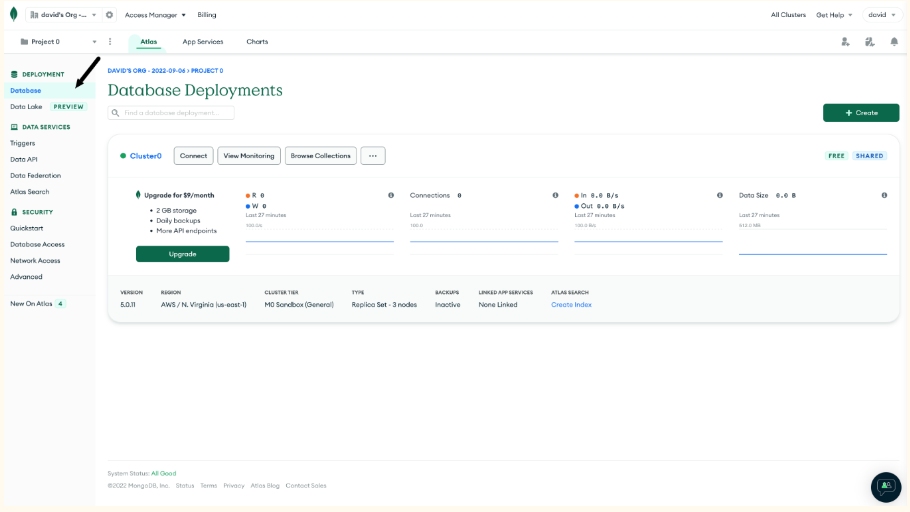 david's Org -... Access Manager Billing All Clusters Get Help david
Project 0 Atlas App Services Charts
DEPLOYMENT
Database
Data Lake PREVIEW
DATA SERVICES
Triggers
Data API
Data Federation
Atlas Search
SECURITY
Quickstart
Database Access
Network Access
Advanced
New On Atlas 4
DAVID'S ORG - 2022-09-06 > PROJECT 0
Database Deployments
Find a database deployment...
+ Create
Cluster0 Connect View Monitoring Browse Collections ... FREE SHARED
Upgrade for $9/month
• 2 GB storage
• Daily backups
• More API endpoints
Upgrade
R 0
W 0
Last 27 minutes
100.0/s
Connections 0
Last 27 minutes
100.0
In 0.0 B/s
Out 0.0 B/s
Last 27 minutes
100.0 B/s
Data Size 0.0 B
Last 27 minutes
512.0 MB
VERSION REGION CLUSTER TIER TYPE BACKUPS LINKED APP SERVICES ATLAS SEARCH
5.0.11 AWS / N. Virginia (us-east-1) M0 Sandbox (General) Replica Set - 3 nodes Inactive None Linked Create Index
System Status: All Good
©2022 MongoDB, Inc. Status Terms Privacy Atlas Blog Contact Sales